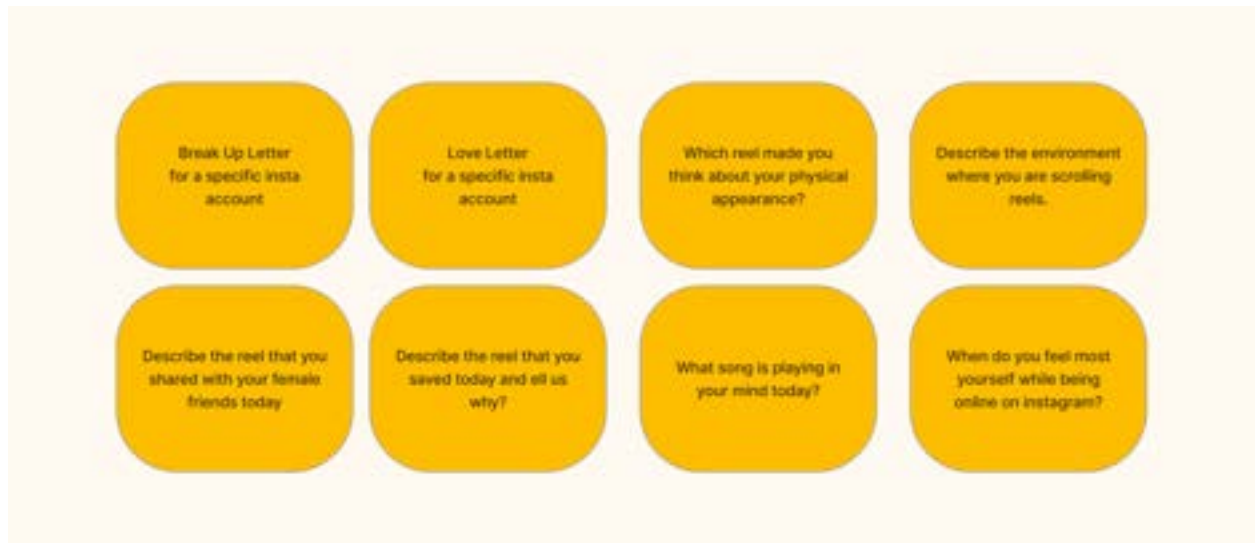 Break Up Letter
for a specific insta
account
Love Letter
for a specific insta
account
Which reel made you
think about your physical
appearance?
Describe the environment
where you are scrolling
reels.
Describe the reel that you
shared with your female
friends today
Describe the reel that you
saved today and ell us
why?
What song is playing in
your mind today?
When do you feel most
yourself while being
online on instagram?